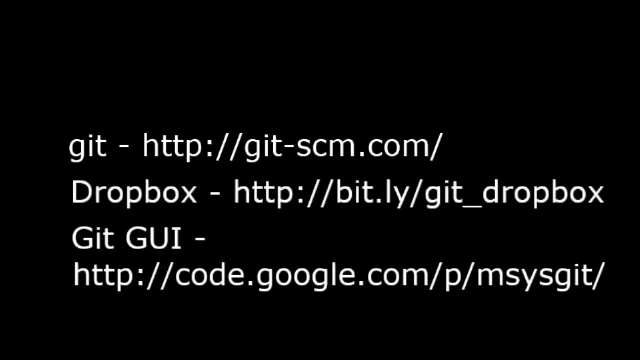 git - http://git-scm.com/
Dropbox - http://bit.ly/git_dropbox
Git GUI -
http://code.google.com/p/msysgit/